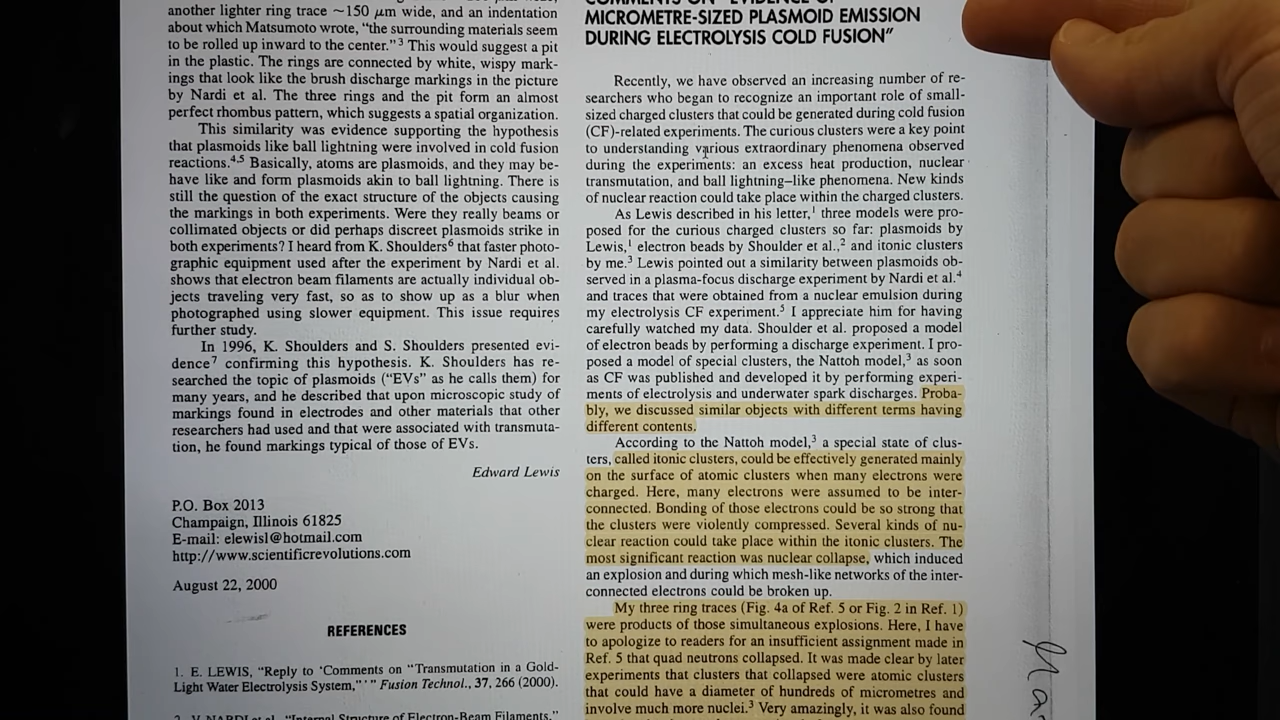 another lighter ring trace ~150 μm wide, and an indentation
about which Matsumoto wrote, “the surrounding materials seem
to be rolled up inward to the center.”3 This would suggest a pit
in the plastic. The rings are connected by white, wispy mark-
ings that look like the brush discharge markings in the picture
by Nardi et al. The three rings and the pit form an almost
perfect rhombus pattern, which suggests a spatial organization.
This similarity was evidence supporting the hypothesis
that plasmoids like ball lightning were involved in cold fusion
reactions.4,5 Basically, atoms are plasmoids, and they may be-
have like and form plasmoids akin to ball lightning. There is
still the question of the exact structure of the objects causing
the markings in both experiments. Were they really beams or
collimated objects or did perhaps discreet plasmoids strike in
both experiments? I heard from K. Shoulders6 that faster photo-
graphic equipment used after the experiment by Nardi et al.
shows that electron beam filaments are actually individual ob-
jects traveling very fast, so as to show up as a blur when
photographed using slower equipment. This issue requires
further study.
In 1996, K. Shoulders and S. Shoulders presented evi-
dence7 confirming this hypothesis. K. Shoulders has re-
searched the topic of plasmoids (“EVs” as he calls them) for
many years, and he described that upon microscopic study of
markings found in electrodes and other materials that other
researchers had used and that were associated with transmuta-
tion, he found markings typical of those of EVs.
Edward Lewis
P.O. Box 2013
Champaign, Illinois 61825
E-mail: elewisl@hotmail.com
http://www.scientificrevolutions.com
August 22, 2000
REFERENCES
1. E. LEWIS, “Reply to ‘Comments on “Transmutation in a Gold-
Light Water Electrolysis System,” ’ ” Fusion Technol., 37, 266 (2000).
2. V. NARDI et al., “Internal Structure of Electron-Beam Filaments,”
COMMENTS ON “EVIDENCE OF
MICROMETRE-SIZED PLASMOID EMISSION
DURING ELECTROLYSIS COLD FUSION”
Recently, we have observed an increasing number of re-
searchers who began to recognize an important role of small-
sized charged clusters that could be generated during cold fusion
(CF)-related experiments. The curious clusters were a key point
to understanding various extraordinary phenomena observed
during the experiments: an excess heat production, nuclear
transmutation, and ball lightning–like phenomena. New kinds
of nuclear reaction could take place within the charged clusters.
As Lewis described in his letter,1 three models were pro-
posed for the curious charged clusters so far: plasmoids by
Lewis,1 electron beads by Shoulder et al.,2 and itonic clusters
by me.3 Lewis pointed out a similarity between plasmoids ob-
served in a plasma-focus discharge experiment by Nardi et al.4
and traces that were obtained from a nuclear emulsion during
my electrolysis CF experiment.5 I appreciate him for having
carefully watched my data. Shoulder et al. proposed a model
of electron beads by performing a discharge experiment. I pro-
posed a model of special clusters, the Nattoh model,3 as soon
as CF was published and developed it by performing experi-
ments of electrolysis and underwater spark discharges. Proba-
bly, we discussed similar objects with different terms having
different contents.
According to the Nattoh model,3 a special state of clus-
ters, called itonic clusters, could be effectively generated mainly
on the surface of atomic clusters when many electrons were
charged. Here, many electrons were assumed to be inter-
connected. Bonding of those electrons could be so strong that
the clusters were violently compressed. Several kinds of nu-
clear reaction could take place within the itonic clusters. The
most significant reaction was nuclear collapse, which induced
an explosion and during which mesh-like networks of the inter-
connected electrons could be broken up.
My three ring traces (Fig. 4a of Ref. 5 or Fig. 2 in Ref. 1)
were products of those simultaneous explosions. Here, I have
to apologize to readers for an insufficient assignment made in
Ref. 5 that quad neutrons collapsed. It was made clear by later
experiments that clusters that collapsed were atomic clusters
that could have a diameter of hundreds of micrometres and
involve much more nuclei.3 Very amazingly, it was also found